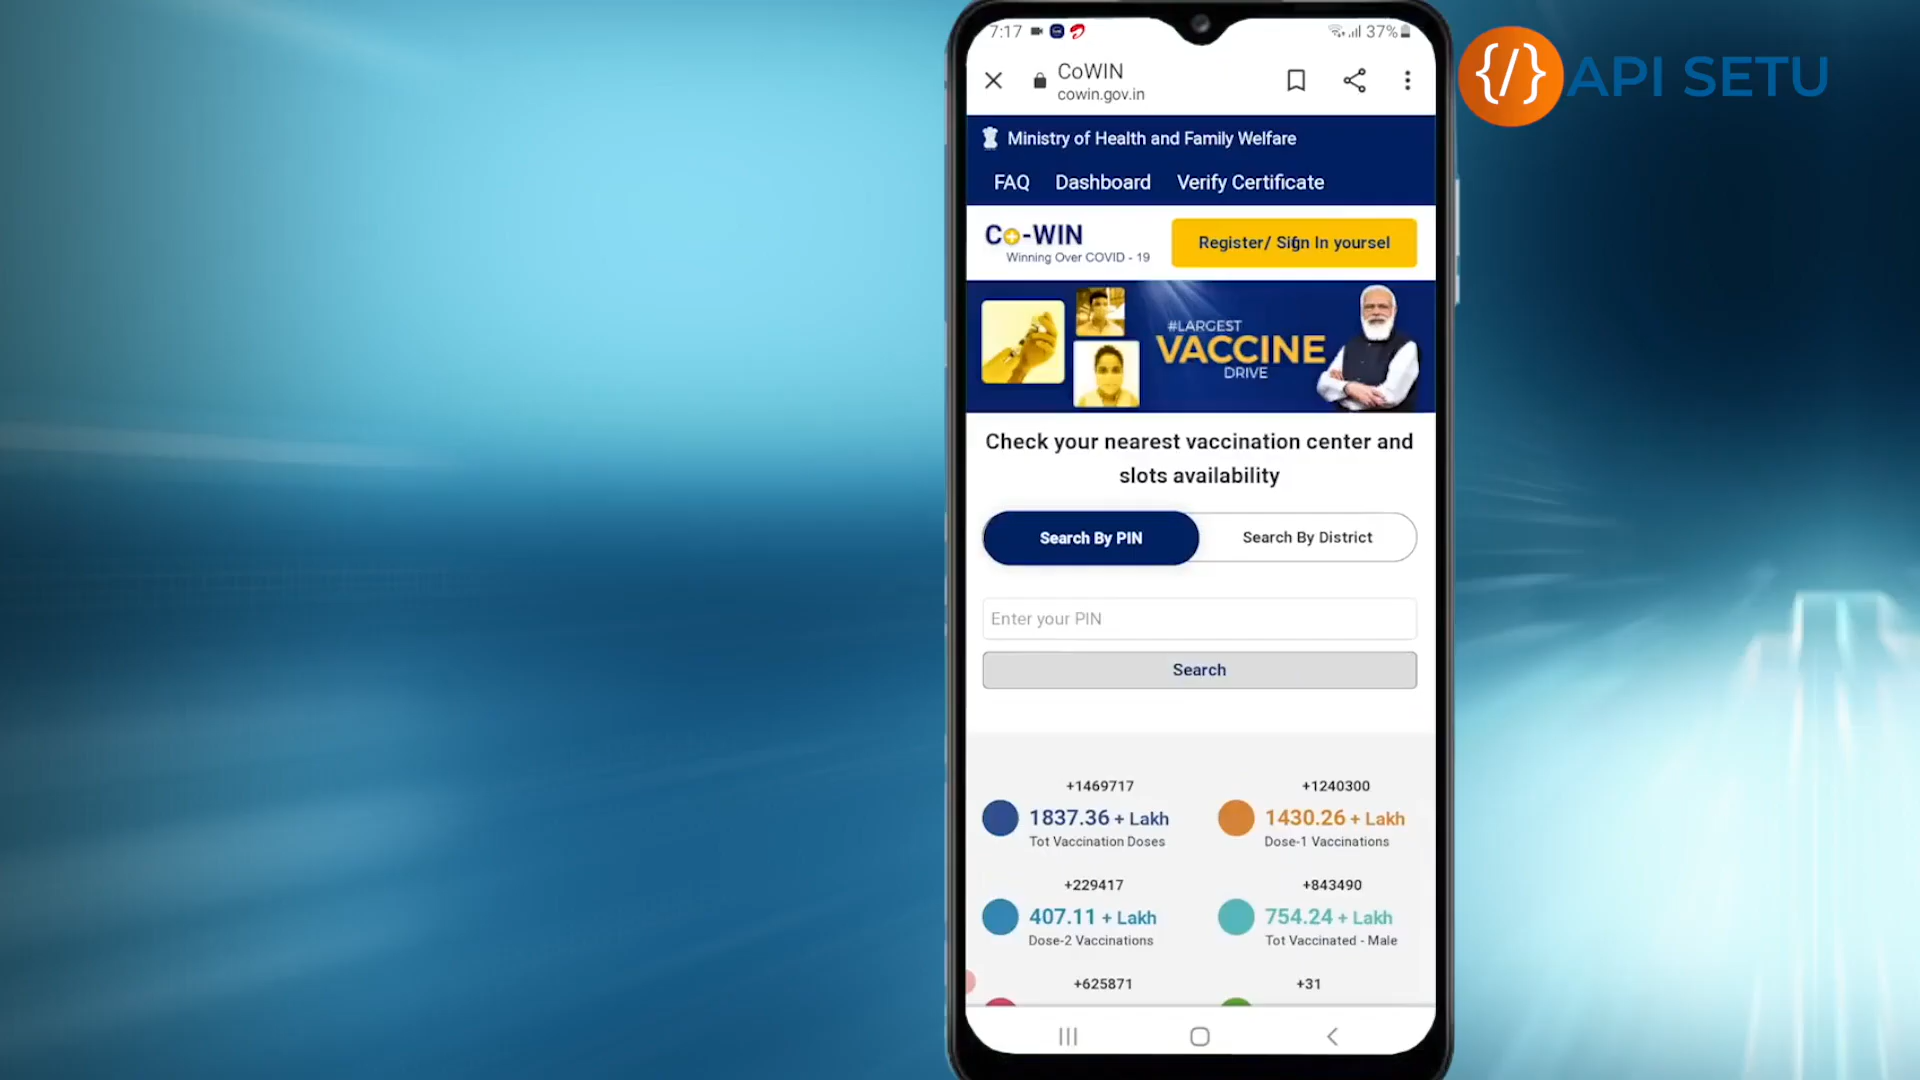 7:17
37%
API SETU
CoWIN
cowin.gov.in
Ministry of Health and Family Welfare
FAQ Dashboard Verify Certificate
Co-WIN
Winning Over COVID - 19
Register/ Sign In yoursel
#LARGEST
VACCINE
DRIVE
Check your nearest vaccination center and
slots availability
Search By PIN
Search By District
Enter your PIN
Search
+1469717
1837.36 + Lakh
Tot Vaccination Doses
+1240300
1430.26 + Lakh
Dose-1 Vaccinations
+229417
407.11 + Lakh
Dose-2 Vaccinations
+843490
754.24 + Lakh
Tot Vaccinated - Male
+625871
+31